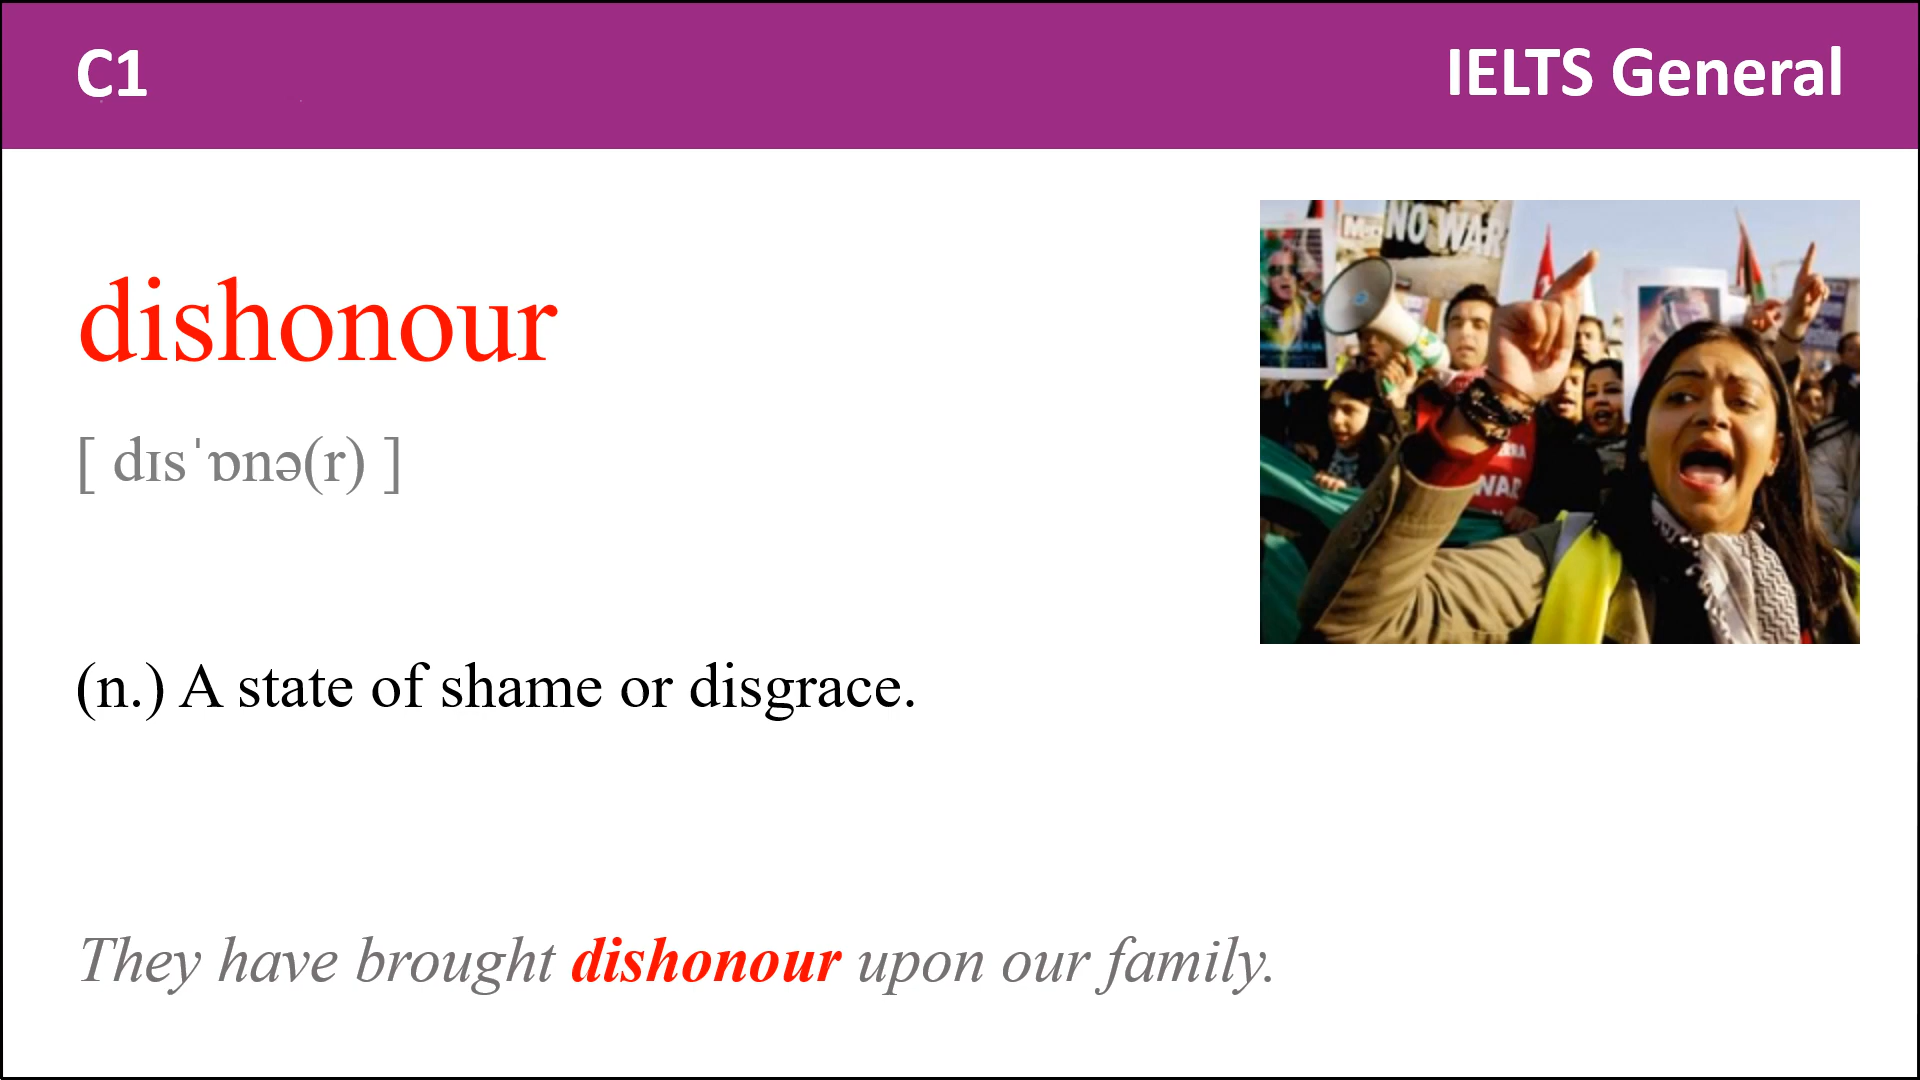 C1
IELTS General
NO WAR
dishonour
[ dɪsˈɒnə(r) ]
(n.) A state of shame or disgrace.
They have brought dishonour upon our family.